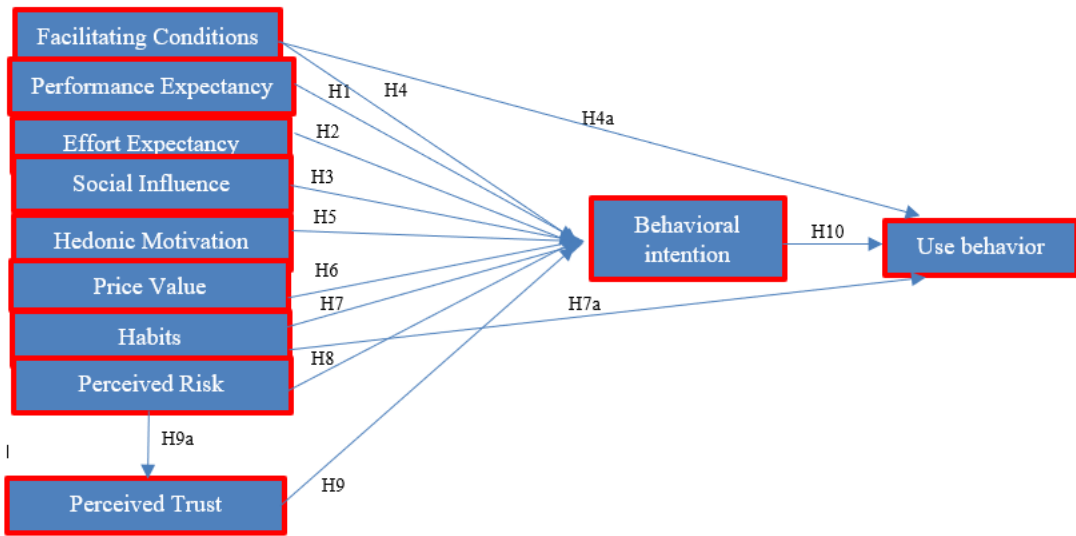 Facilitating Conditions
Performance Expectancy
Effort Expectancy
Social Influence
Hedonic Motivation
Price Value
Habits
Perceived Risk
Perceived Trust
H1
H4
H2
H3
H5
H6
H7
H8
H9a
H9
H4a
H7a
Behavioral
intention
H10
Use behavior